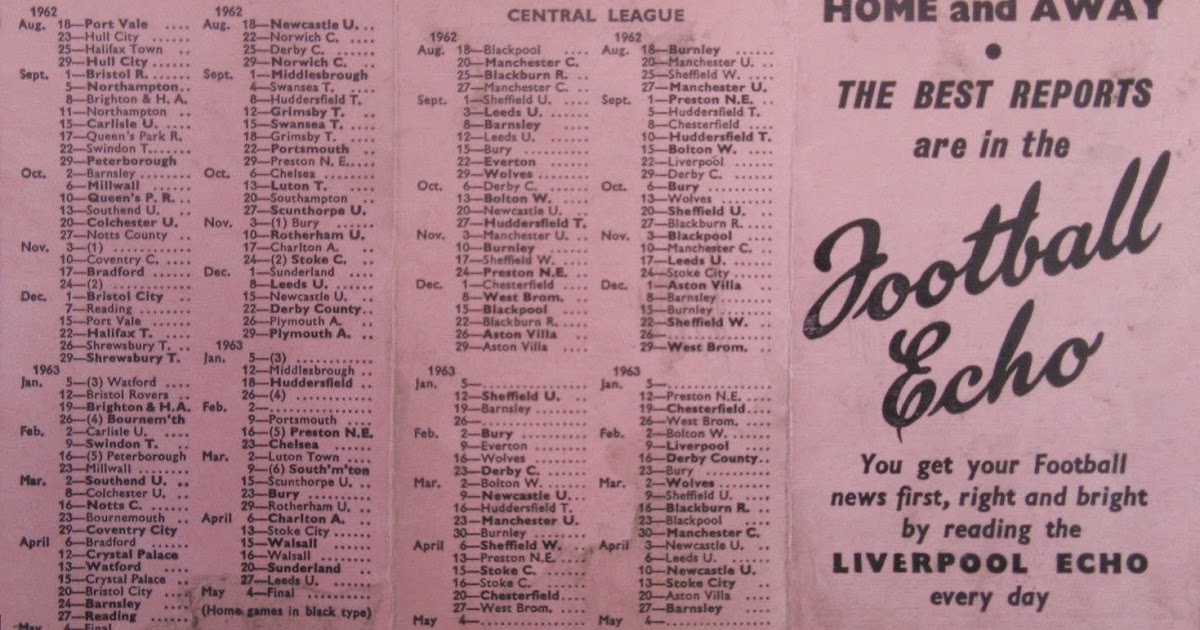 1962
Aug. 18—Port Vale ....
23—Hull City ......
25—Halifax Town ..
29—Hull City ......
Sept. 1—Bristol R. ......
5—Northampton..
8—Brighton & H. A.
11—Northampton ..
15—Carlisle U. ....
17—Queen's Park R.
22—Swindon T.......
29—Peterborough
Oct. 2—Barnsley ......
6—Millwall ......
10—Queen's P. R...
13—Southend U. ..
20—Colchester U.
27—Notts County ..
Nov. 3—(1) ............
10—Coventry C. ....
17—Bradford ......
24—(2) ............
Dec. 1—Bristol City ..
7—Reading ........
15—Port Vale ....
22—Halifax T. ....
26—Shrewsbury T. ..
29—Shrewsbury T.
1963
Jan. 5—(3) Watford ....
12—Bristol Rovers ..
19—Brighton & H.A.
26—(4) Bournem'th
Feb. 2—Carlisle U. ....
9—Swindon T. ....
16—(5) Peterborough
23—Millwall ......
Mar. 2—Southend U. ..
8—Colchester U. ..
16—Notts C. ......
23—Bournemouth ..
29—Coventry City
April 6—Bradford ......
12—Crystal Palace
13—Watford ......
15—Crystal Palace ..
20—Bristol City ....
24—Barnsley ......
27—Reading ......
May 4—Final
1962
Aug. 18—Newcastle U. ..
22—Norwich C. ....
25—Derby C. ......
29—Norwich C. ..
Sept. 1—Middlesbrough
4—Swansea T. ....
8—Huddersfield T.
12—Grimsby T. ..
15—Swansea T. ....
18—Grimsby T. ....
22—Portsmouth ..
29—Preston N. E.....
Oct. 6—Chelsea ......
13—Luton T. ......
20—Southampton ..
27—Scunthorpe U.
Nov. 3—(1) Bury ......
10—Rotherham U.
17—Charlton A. ....
24—(2) Stoke C. ..
Dec. 1—Sunderland ....
8—Leeds U. ......
15—Newcastle U. ..
22—Derby County..
26—Plymouth A. ..
29—Plymouth A. ..
1963
Jan. 5—(3) ............
12—Middlesbrough ..
18—Huddersfield ..
26—(4) ............
Feb. 2— ............
9—Portsmouth ....
16—(5) Preston N.E.
23—Chelsea ......
Mar. 2—Luton Town ....
9—(6) South'm'ton
15—Scunthorpe U. ..
23—Bury ..........
29—Rotherham U. ..
April 6—Charlton A. ..
13—Stoke City ....
15—Walsall ......
16—Walsall ........
20—Sunderland ..
27—Leeds U. ......
May 4—Final ........
(Home games in black type)
CENTRAL LEAGUE
1962
Aug. 18—Blackpool ....
20—Manchester C.
25—Blackburn R. ..
27—Manchester C. ..
Sept. 1—Sheffield U. ....
3—Leeds U. ......
8—Barnsley ......
12—Leeds U. ......
15—Bury ..........
22—Everton ......
29—Wolves ......
Oct. 6—Derby C. ......
13—Bolton W. ....
20—Newcastle U. ..
27—Huddersfield T.
Nov. 3—Manchester U. ..
10—Burnley ......
17—Sheffield W. ....
24—Preston N.E. ..
Dec. 1—Chesterfield ....
8—West Brom. ..
15—Blackpool ....
22—Blackburn R. ..
26—Aston Villa ..
29—Aston Villa ....
1963
Jan. 5—..............
12—Sheffield U. ..
19—Barnsley ......
26—..............
Feb. 2—Bury ........
9—Everton ......
16—Wolves ......
23—Derby C. ....
Mar. 2—Bolton W. ......
9—Newcastle U...
16—Huddersfield T.
23—Manchester U.
30—Burnley ......
April 6—Sheffield W. ..
13—Preston N.E. ....
15—Stoke C. ......
16—Stoke C. ......
20—Chesterfield....
27—West Brom. ....
May 4—..............
1962
Aug. 18—Burnley ......
20—Manchester U. ..
25—Sheffield W. ....
27—Manchester U.
Sept. 1—Preston N.E. ..
5—Huddersfield T.
8—Chesterfield ....
10—Huddersfield T.
15—Bolton W. ....
22—Liverpool ......
29—Derby C. ......
Oct. 6—Bury ..........
13—Wolves ......
20—Sheffield U. ..
27—Blackburn R. ..
Nov. 3—Blackpool ....
10—Manchester C. ..
17—Leeds U. ......
24—Stoke City ....
Dec. 1—Aston Villa ..
8—Barnsley ......
15—Burnley ......
22—Sheffield W. ..
26—..............
29—West Brom. ..
1963
Jan. 5—..............
12—Preston N.E. ..
19—Chesterfield....
26—West Brom. ....
Feb. 2—Bolton W. ......
9—Liverpool ......
16—Derby County..
23—Bury ..........
Mar. 2—Wolves ......
9—Sheffield U. ....
16—Blackburn R. ..
23—Blackpool ......
30—Manchester C.
April 3—Newcastle U. ..
6—Leeds U. ......
10—Newcastle U. ..
13—Stoke City ....
20—Aston Villa ....
27—Barnsley ......
May 4—..............
HOME and AWAY
•
THE BEST REPORTS
are in the
Football
Echo
You get your Football
news first, right and bright
by reading the
LIVERPOOL ECHO
every day